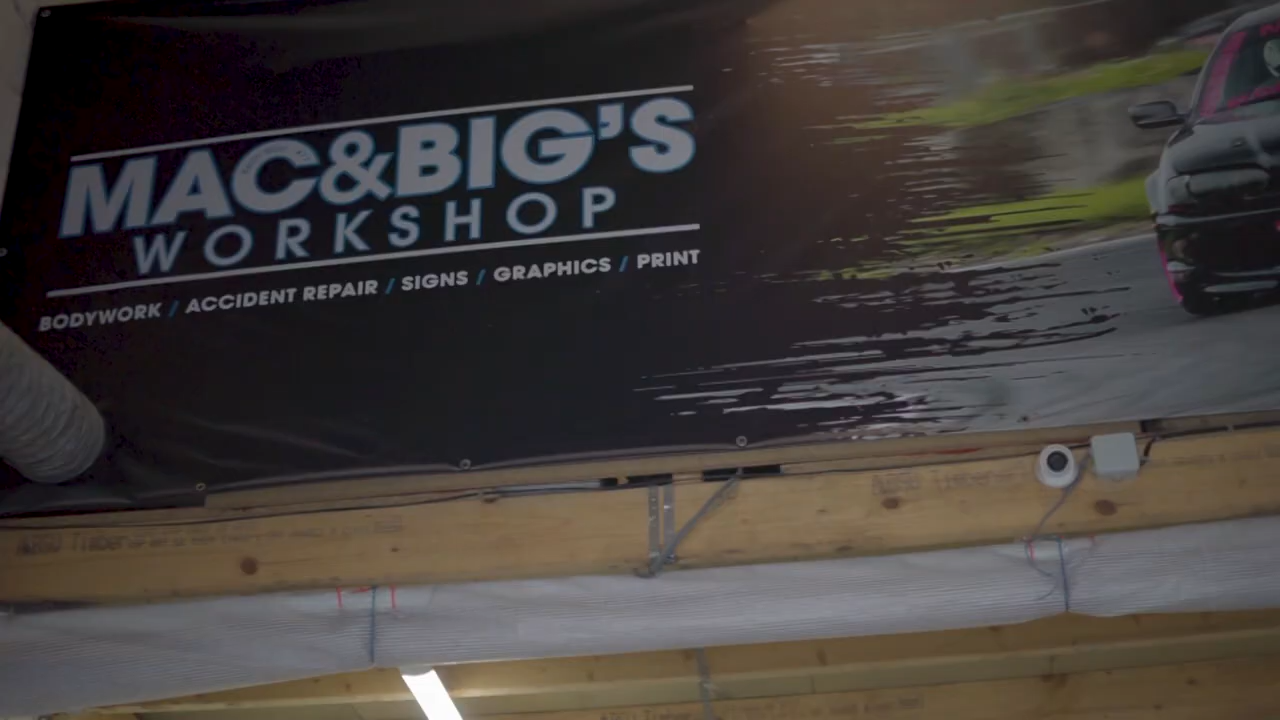 MAC&BIG'S
WORKSHOP
BODYWORK / ACCIDENT REPAIR / SIGNS / GRAPHICS / PRINT